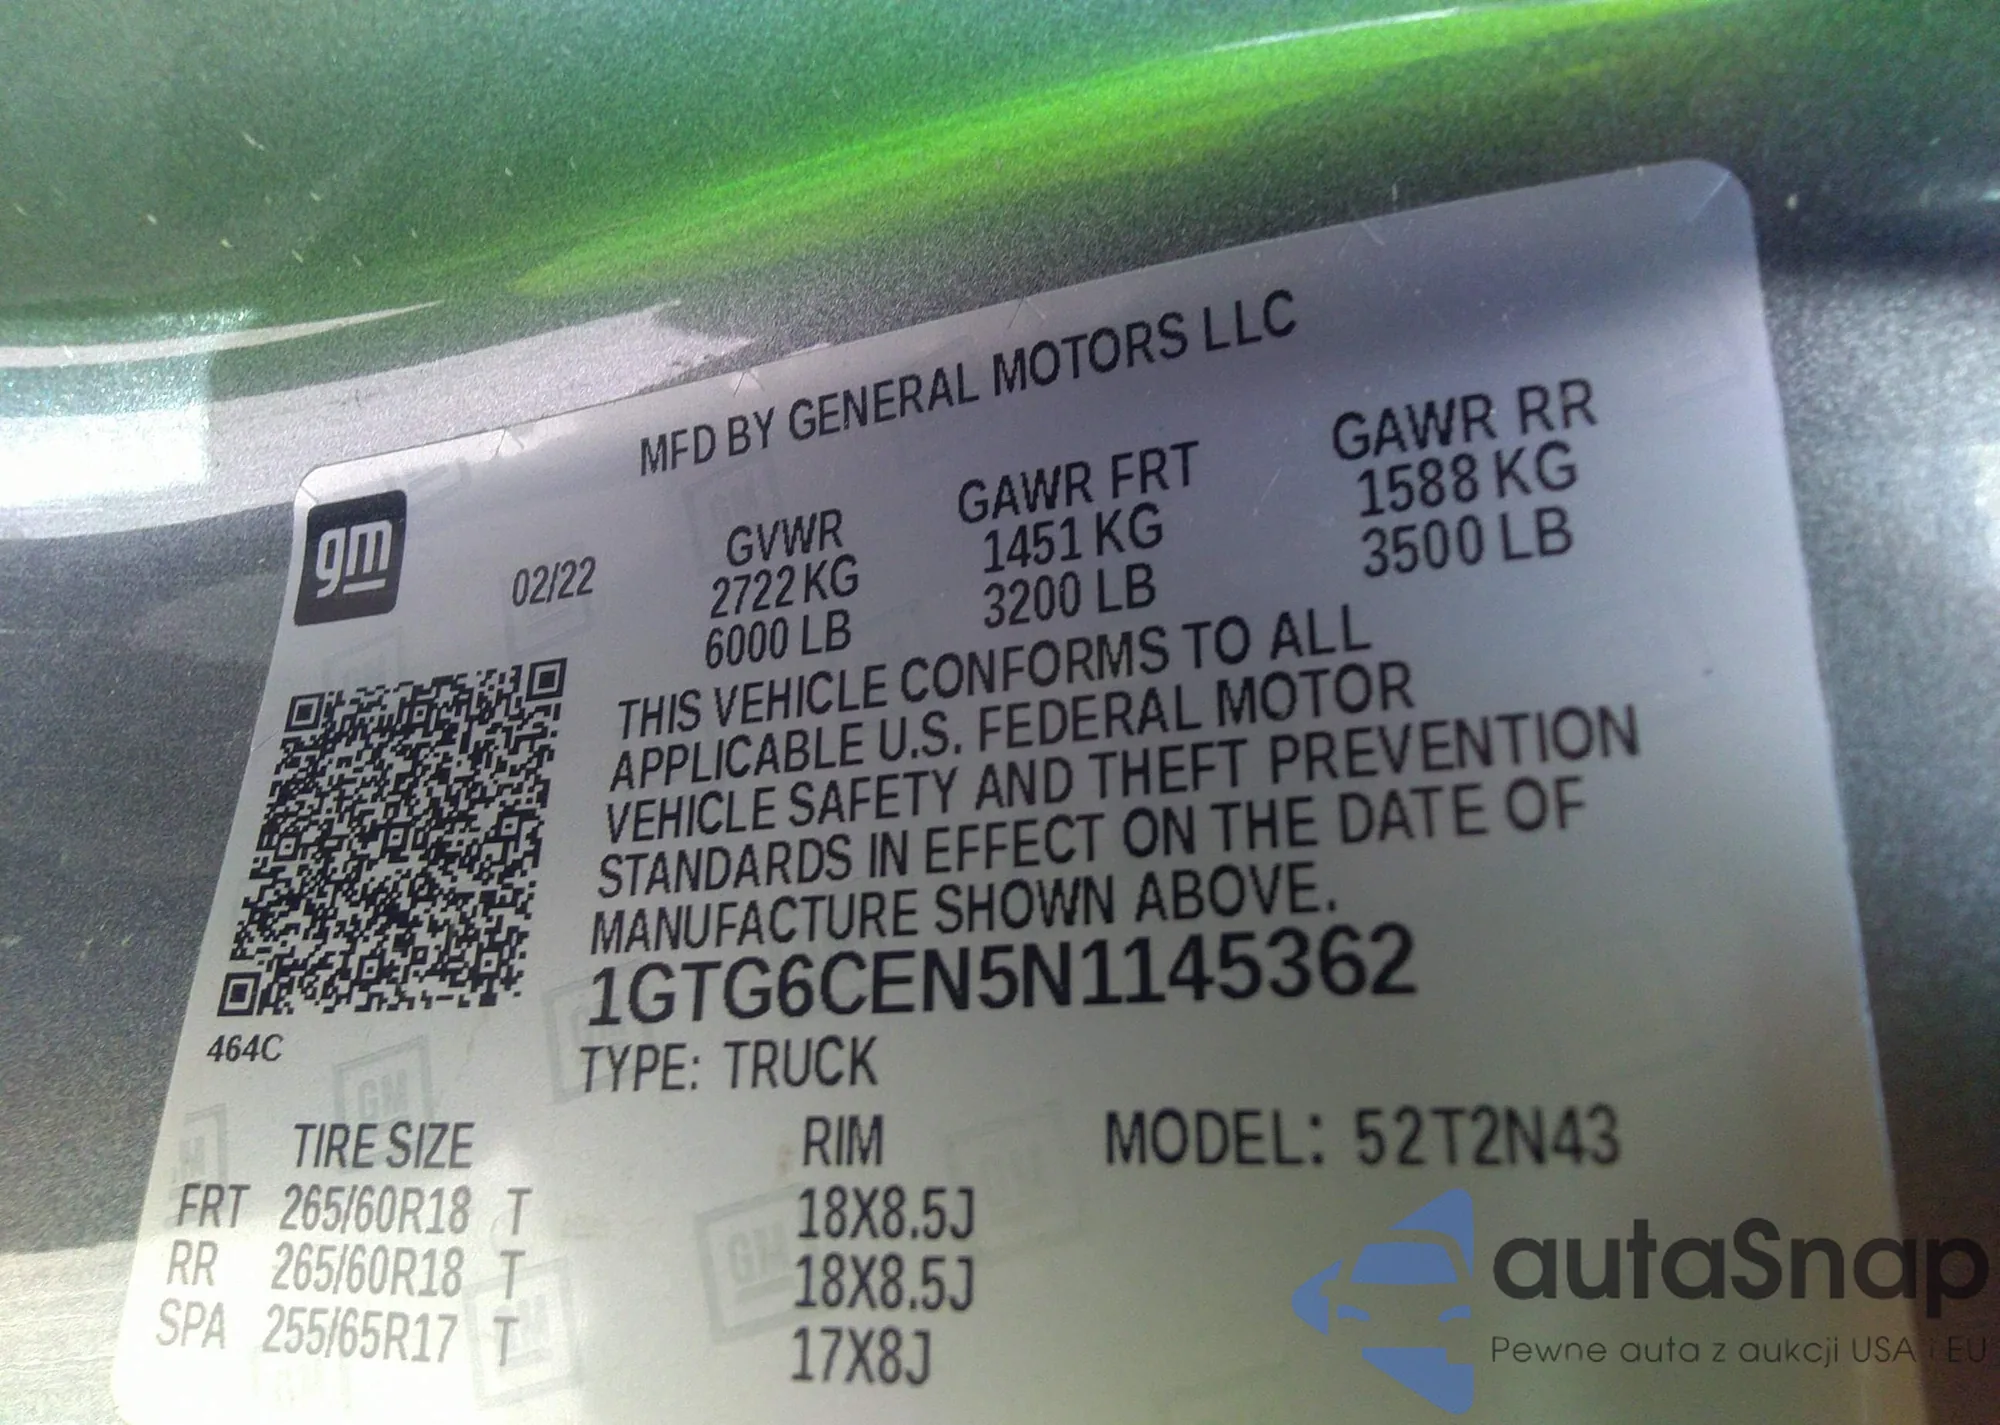 MFD BY GENERAL MOTORS LLC
gm
02/22
GVWR GAWR FRT GAWR RR
2722 KG 1451 KG 1588 KG
6000 LB 3200 LB 3500 LB
THIS VEHICLE CONFORMS TO ALL
APPLICABLE U.S. FEDERAL MOTOR
VEHICLE SAFETY AND THEFT PREVENTION
STANDARDS IN EFFECT ON THE DATE OF
MANUFACTURE SHOWN ABOVE.
1GTG6CEN5N1145362
464C
TYPE: TRUCK
TIRE SIZE RIM MODEL: 52T2N43
FRT 265/60R18 T 18X8.5J
RR 265/60R18 T 18X8.5J
SPA 255/65R17 T 17X8J
GM
GM
autaSnap
Pewne auta z aukcji USA i EU